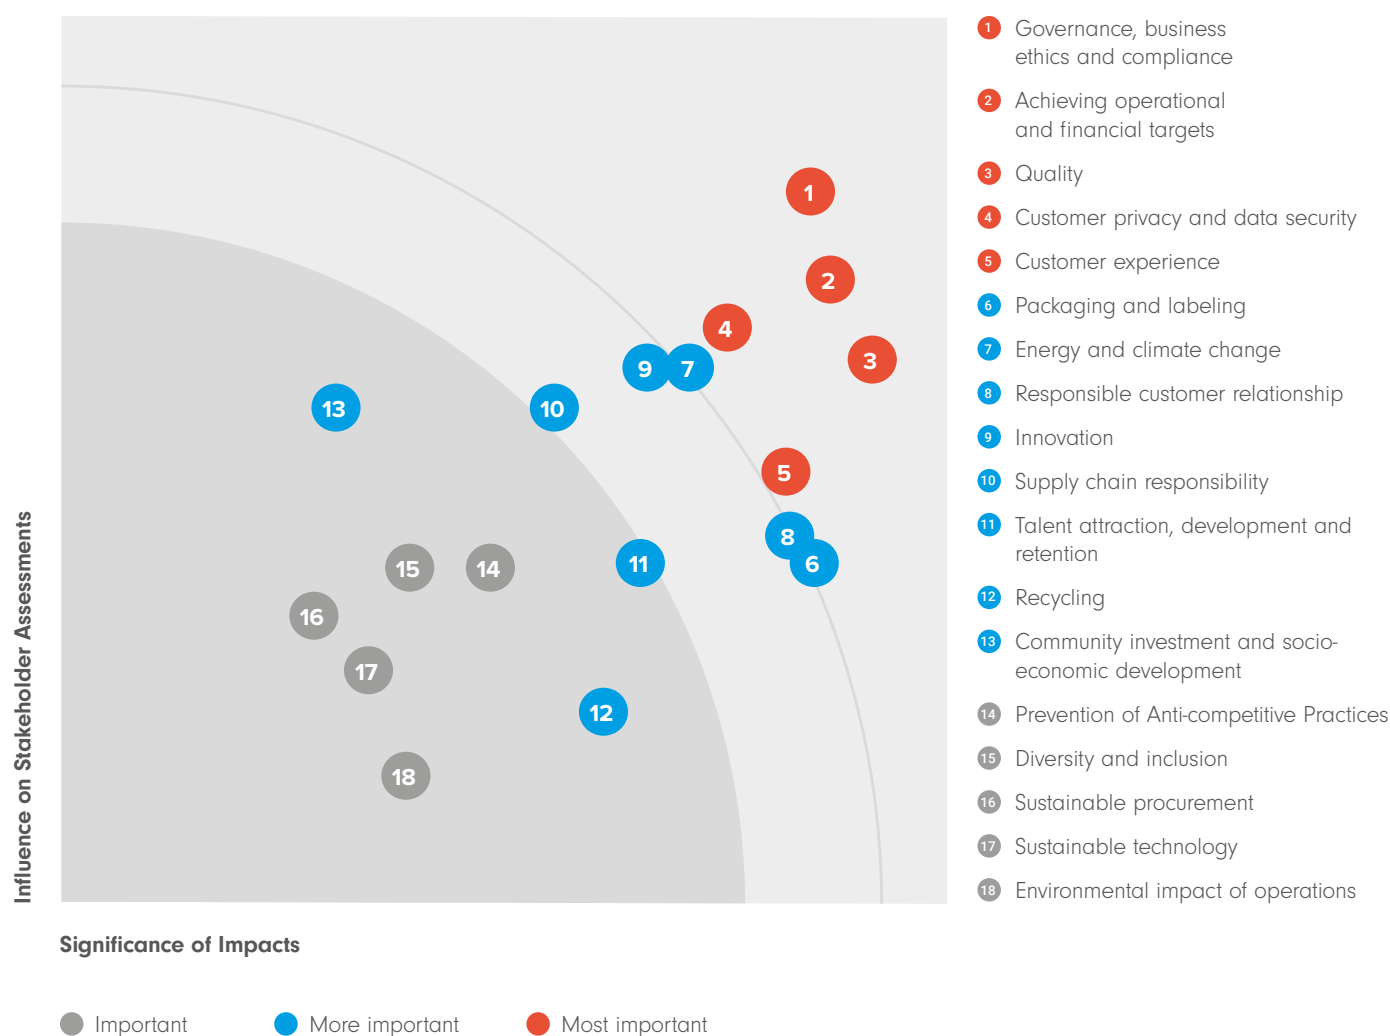 1 Governance, business
ethics and compliance
2 Achieving operational
and financial targets
3 Quality
4 Customer privacy and data security
5 Customer experience
6 Packaging and labeling
7 Energy and climate change
8 Responsible customer relationship
9 Innovation
10 Supply chain responsibility
11 Talent attraction, development and
retention
12 Recycling
13 Community investment and socio-
economic development
14 Prevention of Anti-competitive Practices
15 Diversity and inclusion
16 Sustainable procurement
17 Sustainable technology
18 Environmental impact of operations
1
2
4
3
9
7
13
10
5
8
11
6
15
14
16
17
12
18
Influence on Stakeholder Assessments
Significance of Impacts
Important
More important
Most important